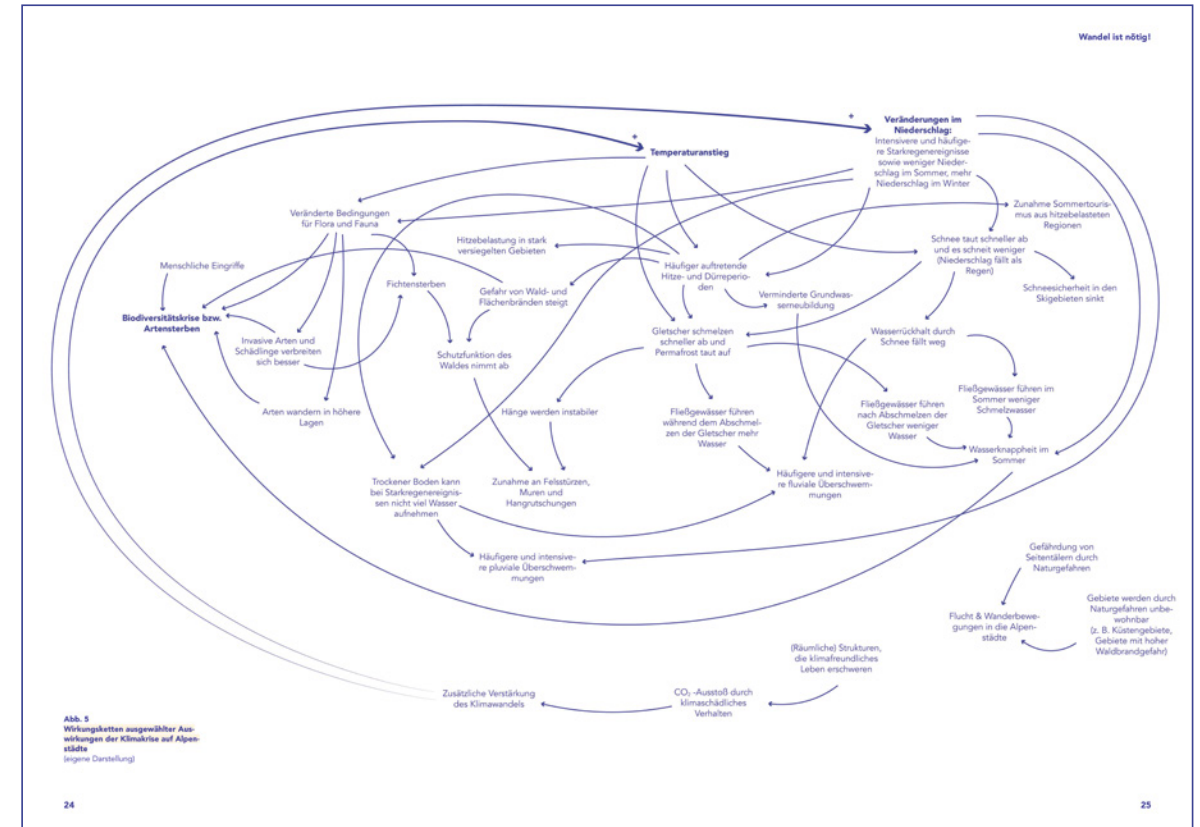 Wandel ist nötig!
+
Veränderungen im
Niederschlag:
Intensivere und häufige-
re Starkregenereignisse
sowie weniger Nieder-
schlag im Sommer, mehr
Niederschlag im Winter
+
Temperaturanstieg
Veränderte Bedingungen
für Flora und Fauna
Zunahme Sommertouris-
mus aus hitzebelasteten
Regionen
Hitzebelastung in stark
versiegelten Gebieten
Schnee taut schneller ab
und es schneit weniger
(Niederschlag fällt als
Regen)
Menschliche Eingriffe
Häufiger auftretende
Hitze- und Dürreperio-
den
Fichtensterben
Gefahr von Wald- und
Flächenbränden steigt
Verminderte Grundwas-
serneubildung
Schneesicherheit in den
Skigebieten sinkt
Biodiversitätskrise bzw.
Artensterben
Invasive Arten und
Schädlinge verbreiten
sich besser
Schutzfunktion des
Waldes nimmt ab
Gletscher schmelzen
schneller ab und
Permafrost taut auf
Wasserrückhalt durch
Schnee fällt weg
Arten wandern in höhere
Lagen
Hänge werden instabiler
Fließgewässer führen
während dem Abschmel-
zen der Gletscher mehr
Wasser
Fließgewässer führen
nach Abschmelzen der
Gletscher weniger
Wasser
Fließgewässer führen im
Sommer weniger
Schmelzwasser
Wasserknappheit im
Sommer
Trockener Boden kann
bei Starkregenereignis-
sen nicht viel Wasser
aufnehmen
Zunahme an Felsstürzen,
Muren und
Hangrutschungen
Häufigere und intensive-
re fluviale Überschwem-
mungen
Häufigere und intensive-
re pluviale Überschwem-
mungen
Gefährdung von
Seitentälern durch
Naturgefahren
Flucht & Wanderbewe-
gungen in die Alpen-
städte
Gebiete werden durch
Naturgefahren unbe-
wohnbar
(z. B. Küstengebiete,
Gebiete mit hoher
Waldbrandgefahr)
(Räumliche) Strukturen,
die klimafreundliches
Leben erschweren
Zusätzliche Verstärkung
des Klimawandels
CO₂ -Ausstoß durch
klimaschädliches
Verhalten
Abb. 5
Wirkungsketten ausgewählter Aus-
wirkungen der Klimakrise auf Alpen-
städte
(eigene Darstellung)
24
25